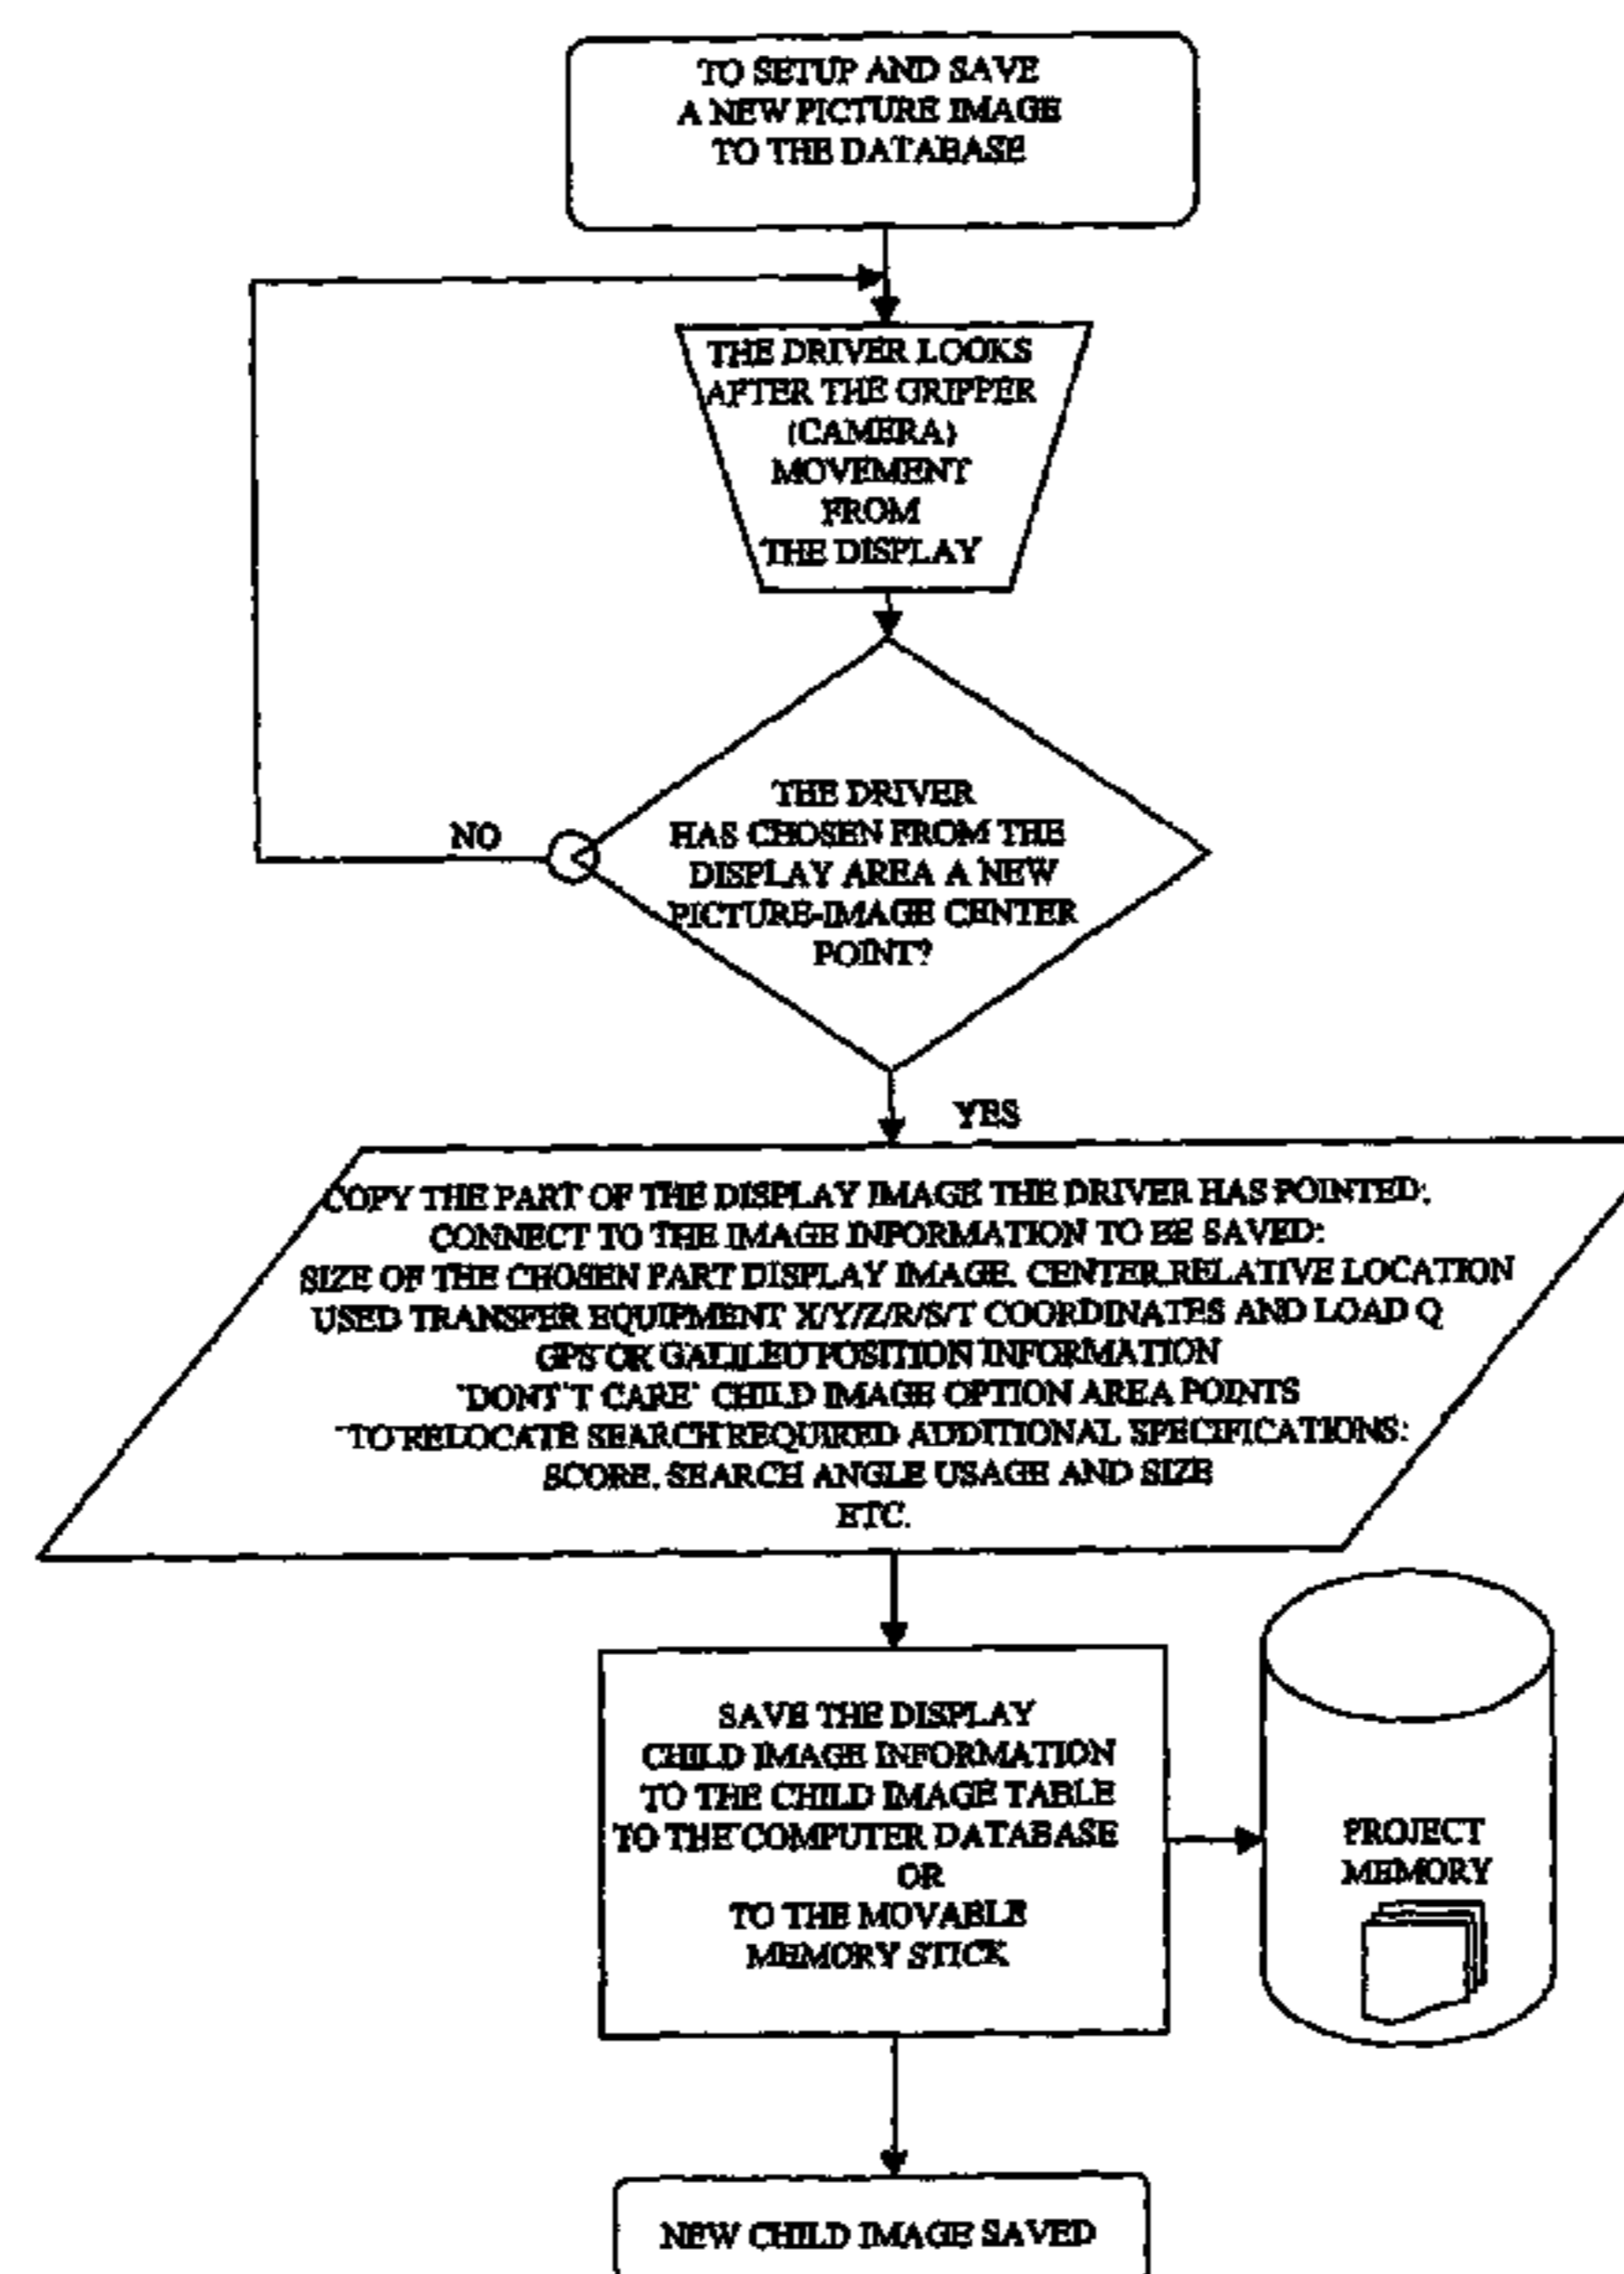 TO SETUP AND SAVE
A NEW PICTURE IMAGE
TO THE DATABASE
THE DRIVER LOOKS
AFTER THE GRIPPER
(CAMERA)
MOVEMENT
FROM
THE DISPLAY
THE DRIVER
HAS CHOSEN FROM THE
DISPLAY AREA A NEW
PICTURE-IMAGE CENTER
POINT?
NO
YES
COPY THE PART OF THE DISPLAY IMAGE THE DRIVER HAS POINTED;
CONNECT TO THE IMAGE INFORMATION TO BE SAVED:
SIZE OF THE CHOSEN PART DISPLAY IMAGE, CENTER,RELATIVE LOCATION
USED TRANSFER EQUIPMENT X/Y/Z/R/S/T COORDINATES AND LOAD Q
GPS OR GALILEO POSITION INFORMATION
"DONT'T CARE" CHILD IMAGE OPTION AREA POINTS
"TO RELOCATE SEARCH REQUIRED ADDITIONAL SPECIFICATIONS:
SCORE, SEARCH ANGLE USAGE AND SIZE
ETC.
SAVE THE DISPLAY
CHILD IMAGE INFORMATION
TO THE CHILD IMAGE TABLE
TO THE COMPUTER DATABASE
OR
TO THE MOVABLE
MEMORY STICK
PROJECT
MEMORY
NEW CHILD IMAGE SAVED